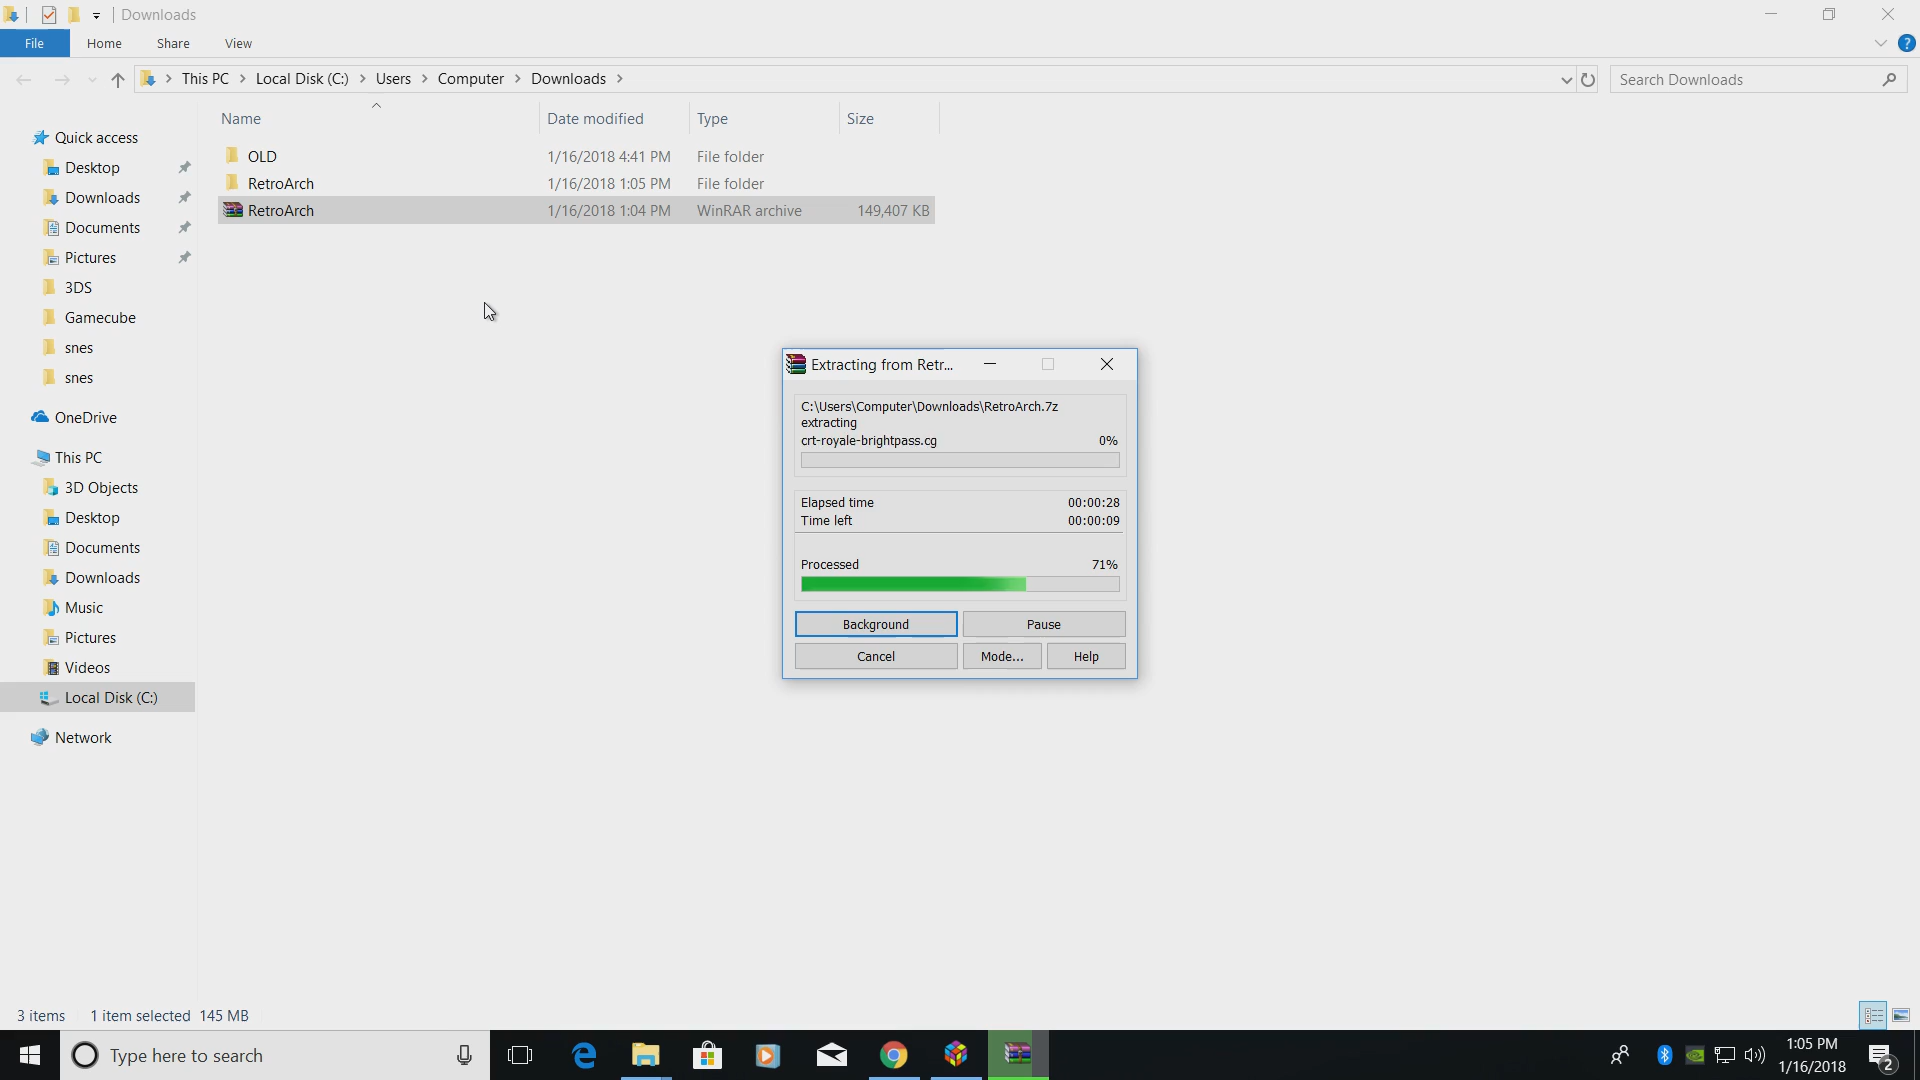 Downloads
File Home Share View
This PC Local Disk (C:) Users Computer Downloads
Search Downloads
Name Date modified Type Size
OLD 1/16/2018 4:41 PM File folder
RetroArch 1/16/2018 1:05 PM File folder
RetroArch 1/16/2018 1:04 PM WinRAR archive 149,407 KB
Quick access
Desktop
Downloads
Documents
Pictures
3DS
Gamecube
snes
snes
OneDrive
This PC
3D Objects
Desktop
Documents
Downloads
Music
Pictures
Videos
Local Disk (C:)
Network
Extracting from Retr...
C:\Users\Computer\Downloads\RetroArch.7z
extracting
crt-royale-brightpass.cg 0%
Elapsed time 00:00:28
Time left 00:00:09
Processed 71%
Background Pause
Cancel Mode... Help
3 items 1 item selected 145 MB
Type here to search
1:05 PM
1/16/2018
2